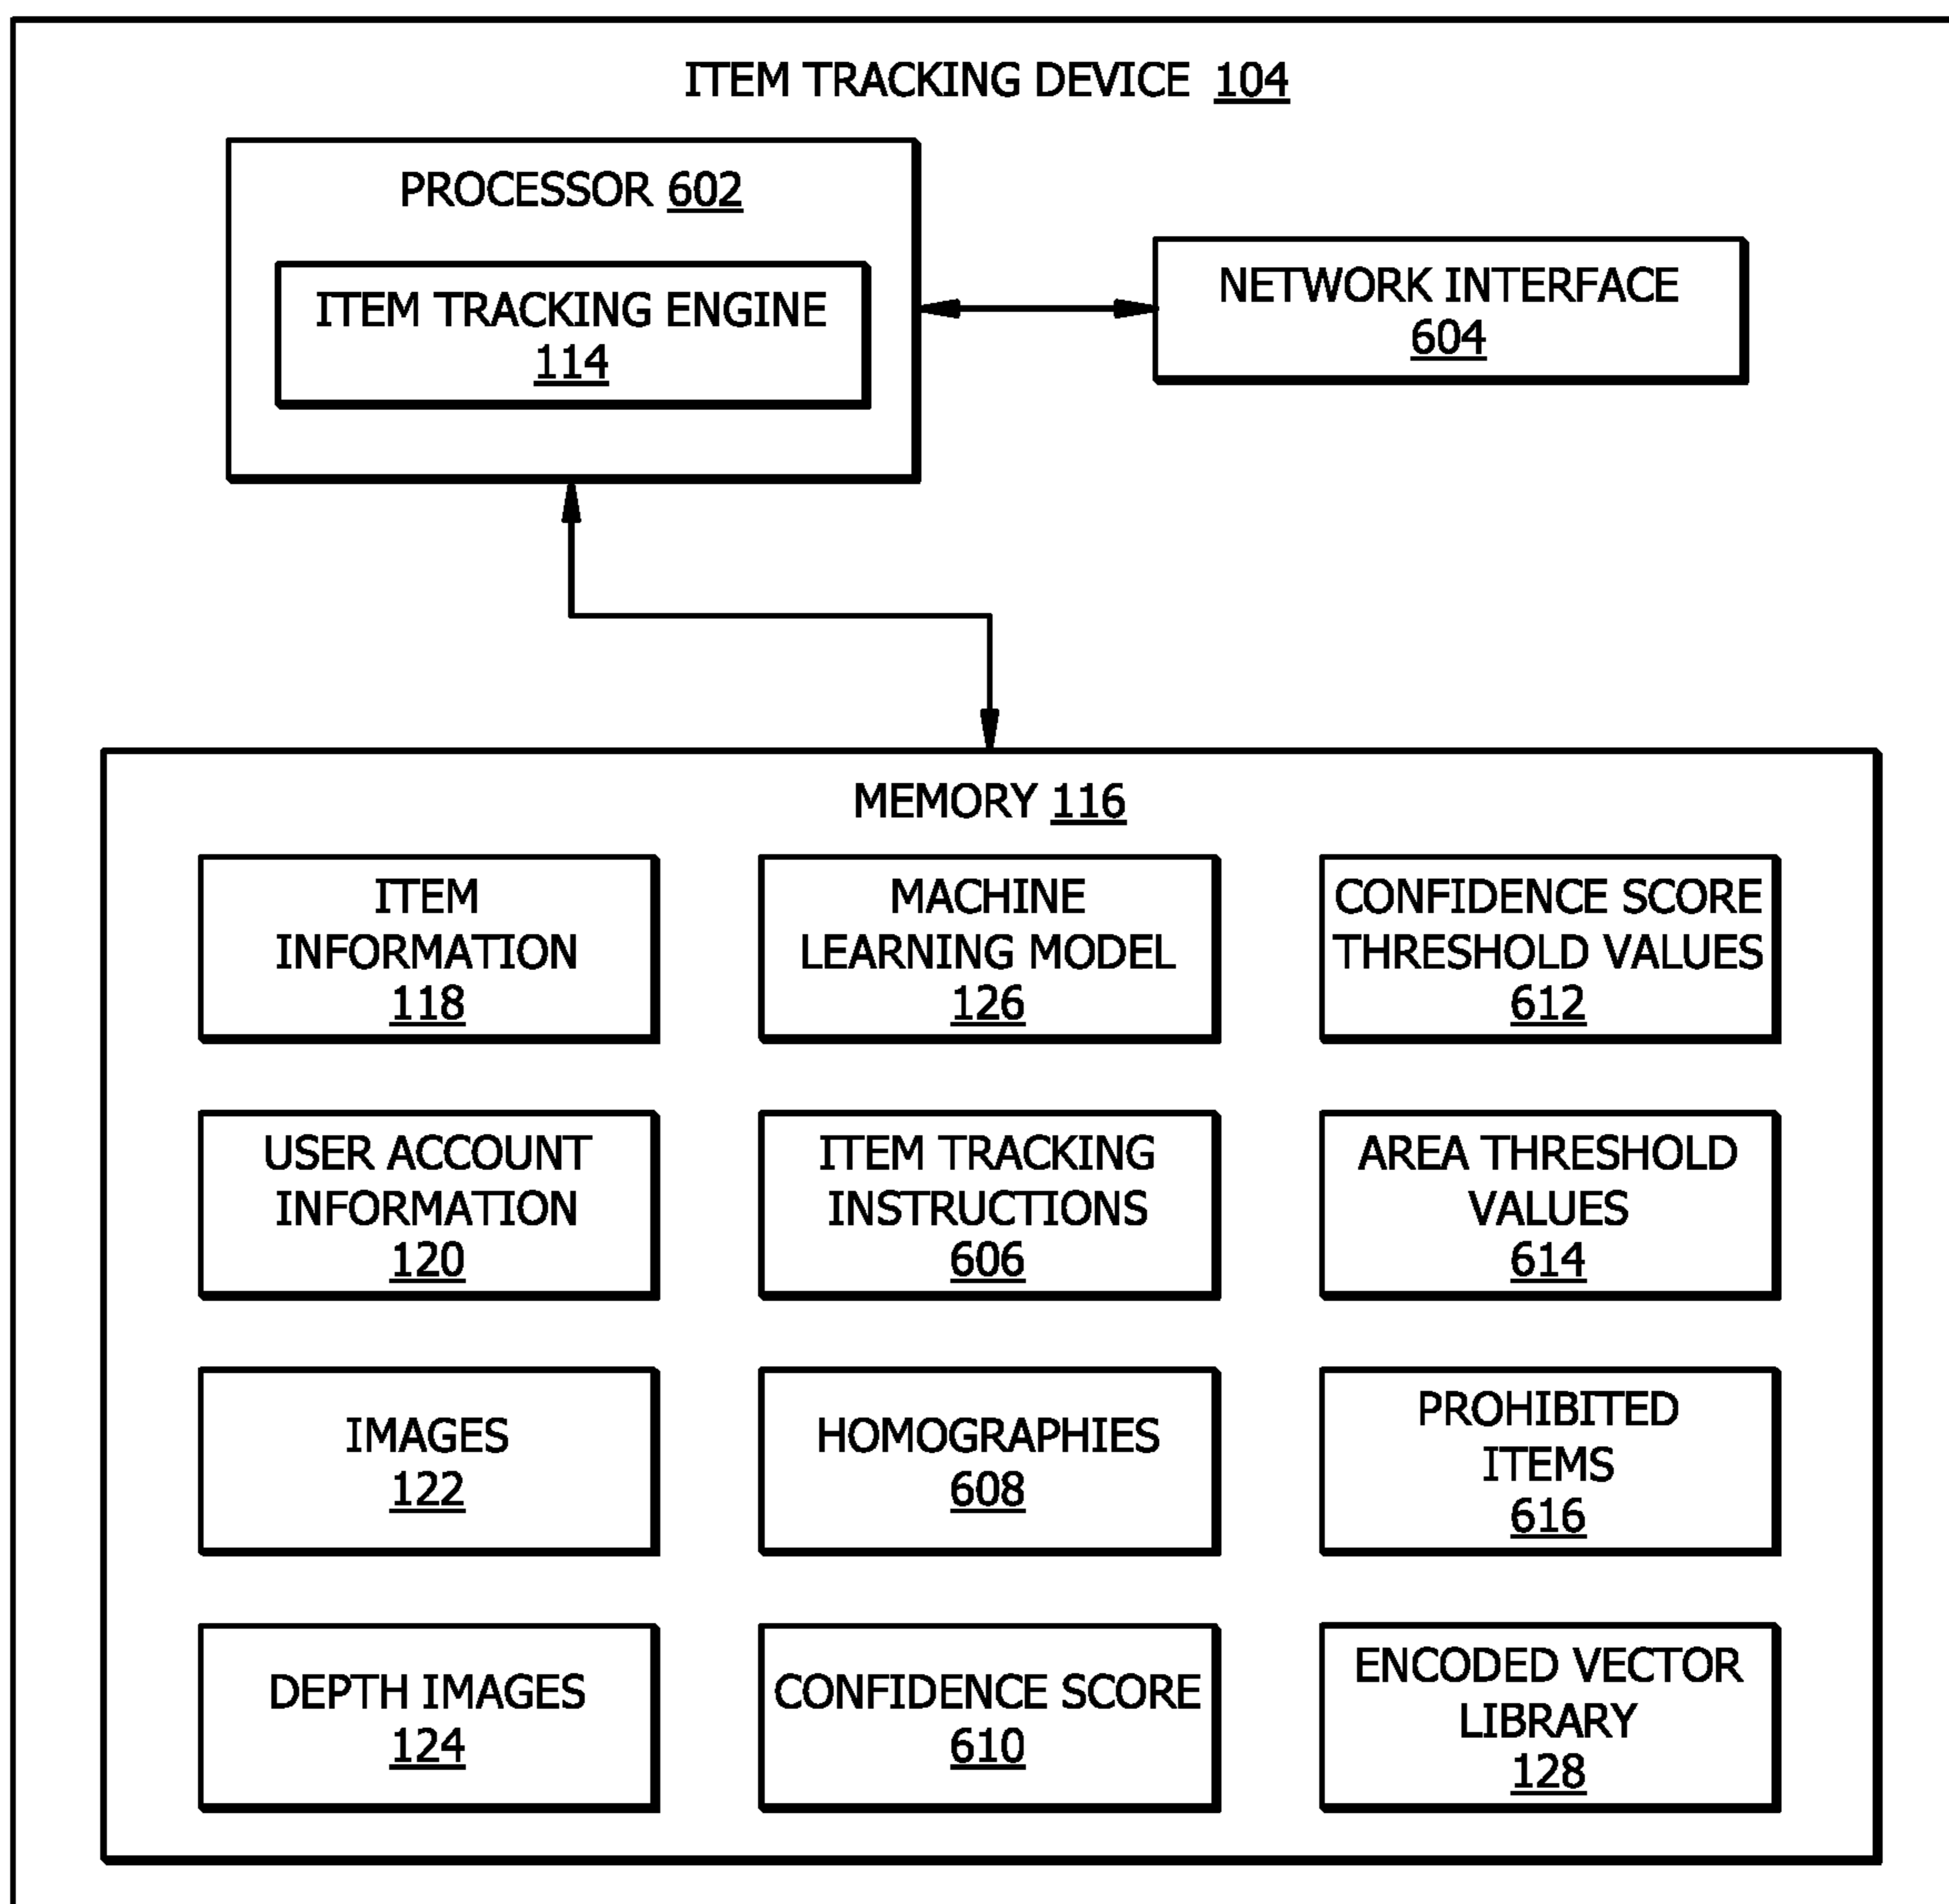 ITEM TRACKING DEVICE 104
PROCESSOR 602
ITEM TRACKING ENGINE
114
NETWORK INTERFACE
604
MEMORY 116
ITEM
INFORMATION
118
MACHINE
LEARNING MODEL
126
CONFIDENCE SCORE
THRESHOLD VALUES
612
USER ACCOUNT
INFORMATION
120
ITEM TRACKING
INSTRUCTIONS
606
AREA THRESHOLD
VALUES
614
IMAGES
122
HOMOGRAPHIES
608
PROHIBITED
ITEMS
616
DEPTH IMAGES
124
CONFIDENCE SCORE
610
ENCODED VECTOR
LIBRARY
128